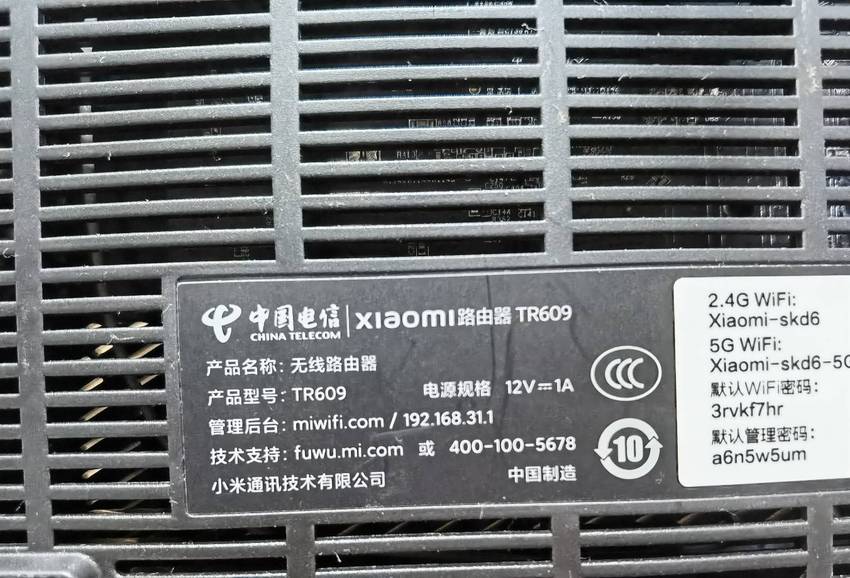 中国电信 CHINA TELECOM | xiaomi路由器 TR609
产品名称: 无线路由器
产品型号: TR609 电源规格 12V⎓1A
管理后台: miwifi.com / 192.168.31.1
技术支持: fuwu.mi.com 或 400-100-5678
小米通讯技术有限公司 中国制造
CCC
10
2.4G WiFi:
Xiaomi-skd6
5G WiFi:
Xiaomi-skd6-5G
默认WiFi密码:
3rvkf7hr
默认管理密码:
a6n5w5um